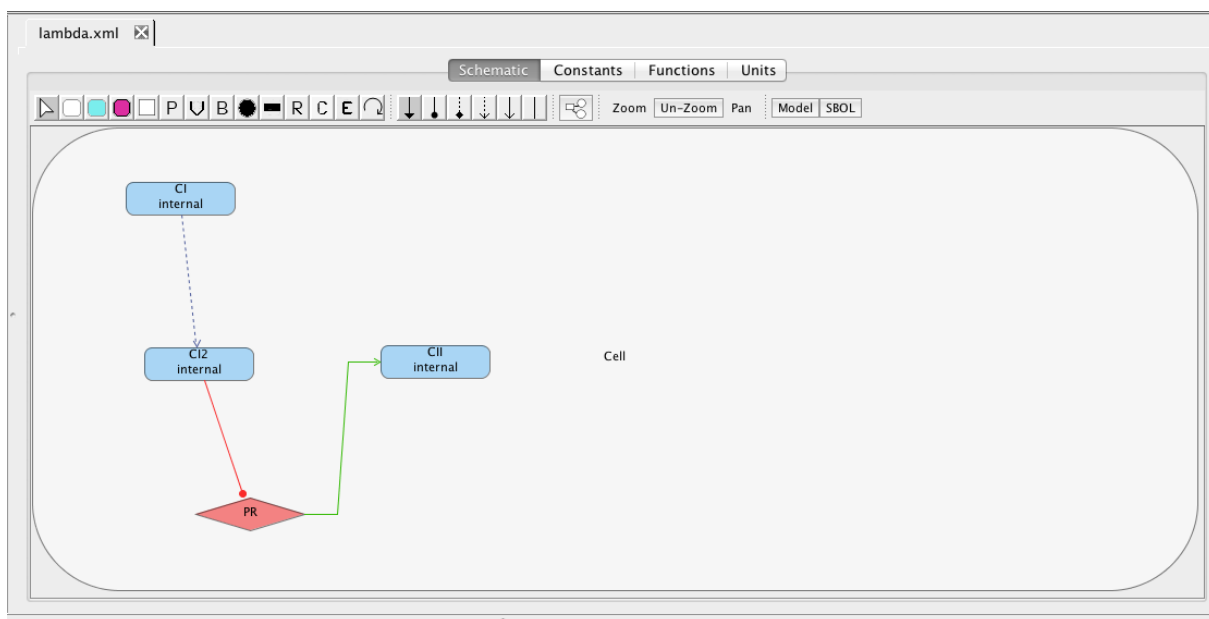 lambda.xml
Schematic Constants Functions Units
P V B R C E Zoom Un-Zoom Pan Model SBOL
CI
internal
CI2
internal
CII
internal
Cell
PR